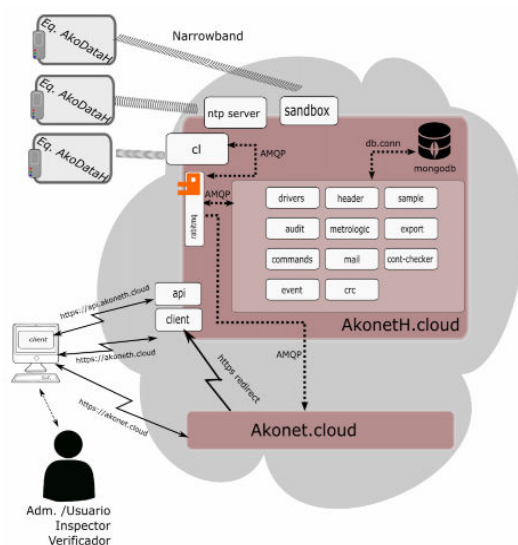 Narrowband
Eq. AkoDataH
Eq. AkoDataH
Eq. AkoDataH
ntp server
sandbox
cl
AMQP
db.conn
mongodb
AMQP
rabbitmq
drivers
header
sample
audit
metrologic
export
commands
mail
cont-checker
event
crc
api
client
AkonetH.cloud
https://api.akoneth.cloud
client
https://akoneth.cloud
https://akonet.cloud
https redirect
AMQP
Akonet.cloud
Adm. /Usuario
Inspector
Verificador